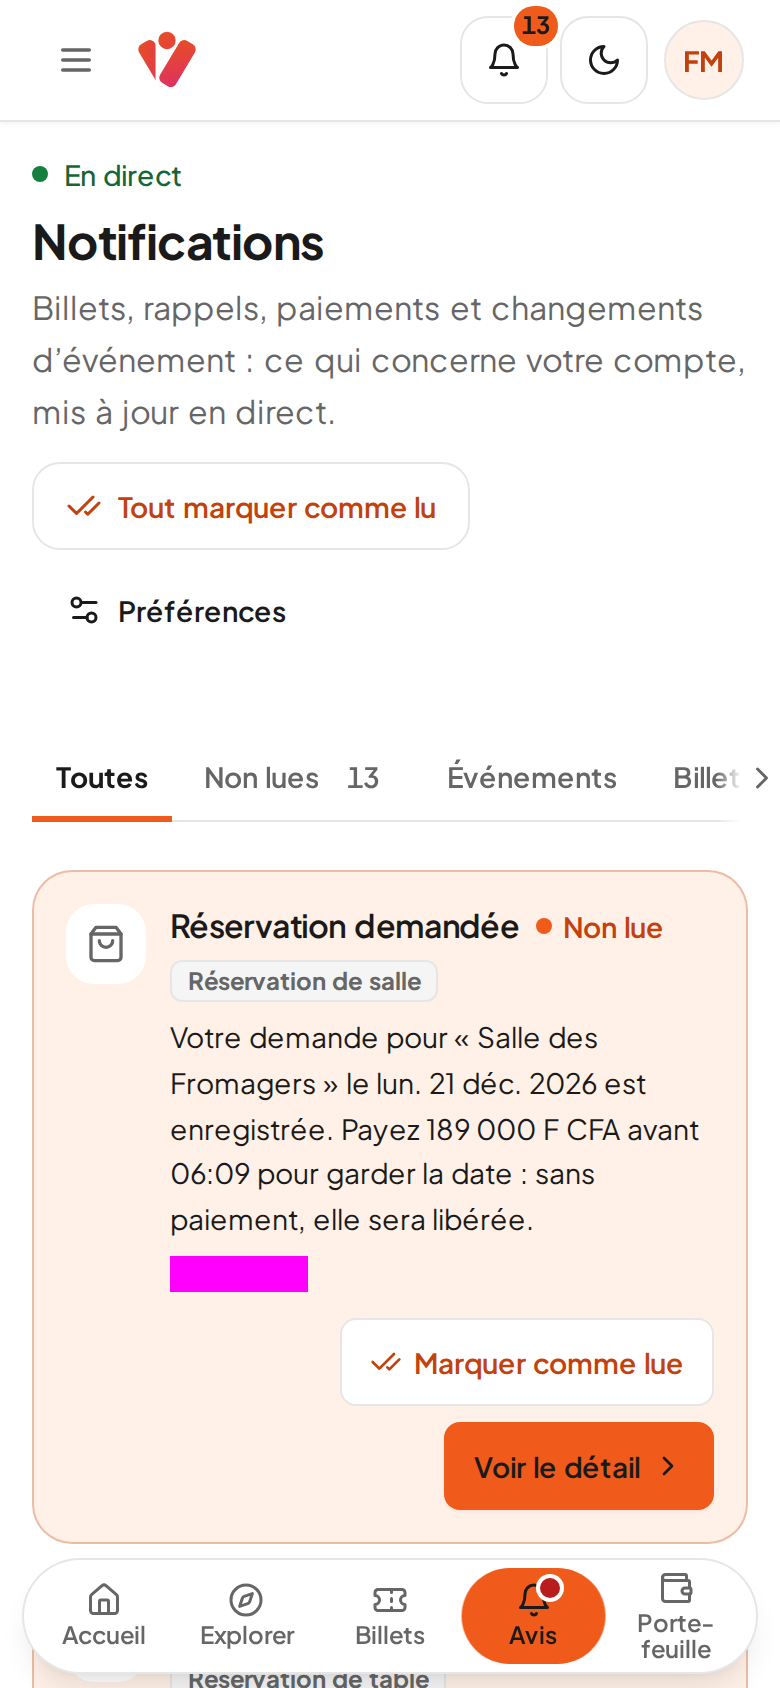 13
FM
En direct
Notifications
Billets, rappels, paiements et changements
d’événement : ce qui concerne votre compte,
mis à jour en direct.
Tout marquer comme lu
Préférences
Toutes Non lues 13 Événements Billet
Réservation demandée Non lue
Réservation de salle
Votre demande pour « Salle des
Fromagers » le lun. 21 déc. 2026 est
enregistrée. Payez 189 000 F CFA avant
06:09 pour garder la date : sans
paiement, elle sera libérée.
Marquer comme lue
Voir le détail
Accueil Explorer Billets Avis Porte-
feuille
Réservation de table